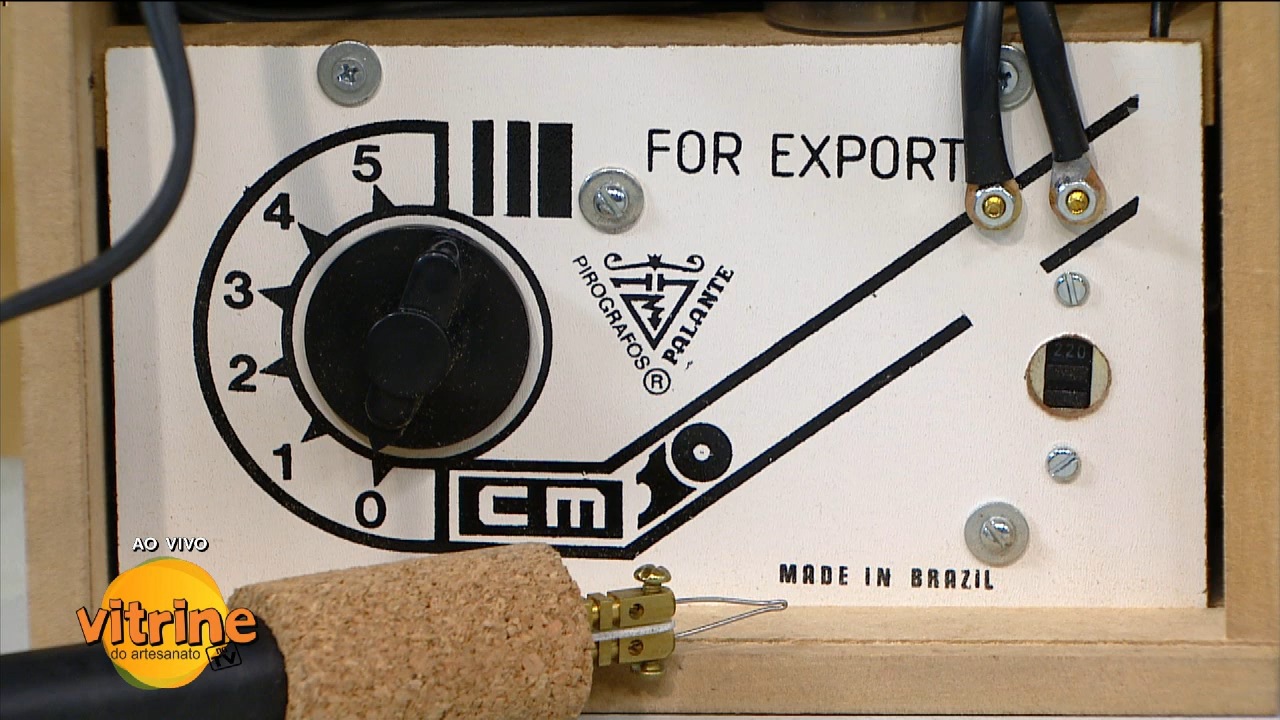 FOR EXPORT
5
4
3
2
1
0
PIROGRAFOS
PALANTE
®
220
cm
MADE IN BRAZIL
AO VIVO
vitrine
do artesanato
na TV